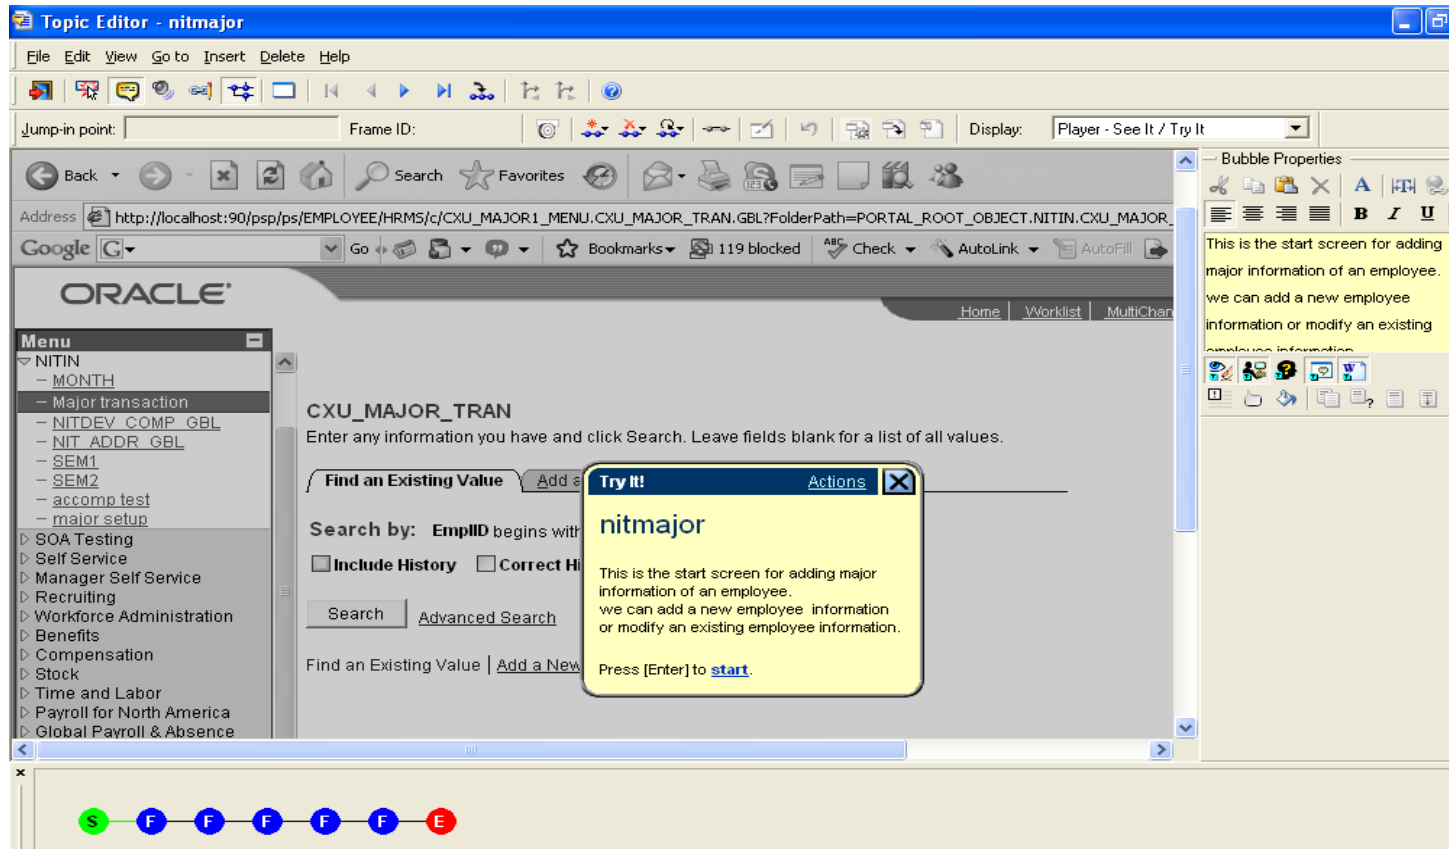 Topic Editor - nitmajor
File Edit View Go to Insert Delete Help
Jump-in point: Frame ID: Display: Player - See It / Try It
Bubble Properties
Back Search Favorites
Address http://localhost:90/psp/ps/EMPLOYEE/HRMS/c/CXU_MAJOR1_MENU.CXU_MAJOR_TRAN.GBL?FolderPath=PORTAL_ROOT_OBJECT.NITIN.CXU_MAJOR_
B I U
Google G Go Bookmarks 119 blocked ABC Check AutoLink AutoFill
This is the start screen for adding
major information of an employee.
we can add a new employee
information or modify an existing
employee information
ORACLE
Home Worklist MultiChan
Menu
NITIN
MONTH
Major transaction
NITDEV_COMP_GBL
NIT_ADDR_GBL
SEM1
SEM2
accomp test
major setup
SOA Testing
Self Service
Manager Self Service
Recruiting
Workforce Administration
Benefits
Compensation
Stock
Time and Labor
Payroll for North America
Global Payroll & Absence
CXU_MAJOR_TRAN
Enter any information you have and click Search. Leave fields blank for a list of all values.
Find an Existing Value Add a
Search by: EmplID begins with
Include History Correct Hi
Search Advanced Search
Find an Existing Value | Add a New
Try It! Actions
nitmajor
This is the start screen for adding major
information of an employee.
we can add a new employee information
or modify an existing employee information.
Press [Enter] to start.
S F F F F F E